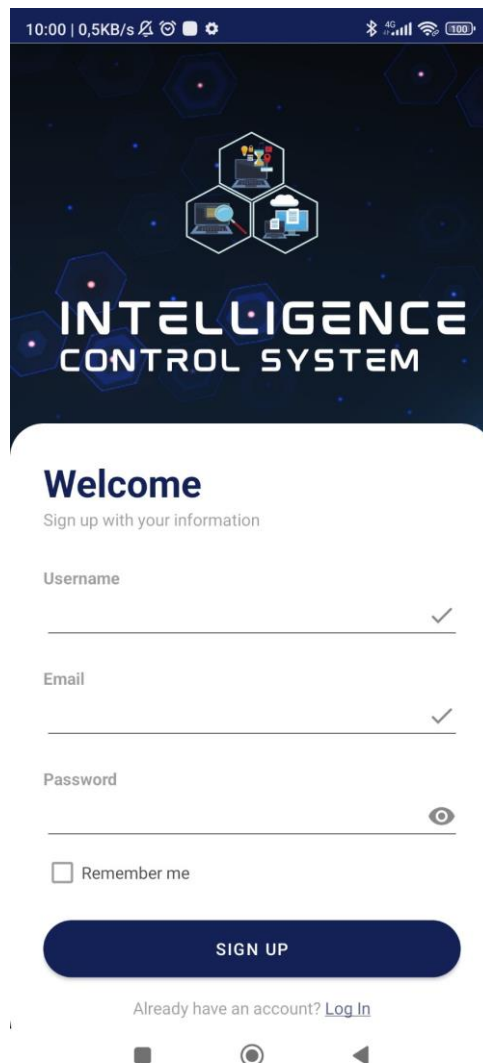 10:00 | 0,5KB/s 4G 100
INTELLIGENCE
CONTROL SYSTEM
Welcome
Sign up with your information
Username
Email
Password
Remember me
SIGN UP
Already have an account? Log In